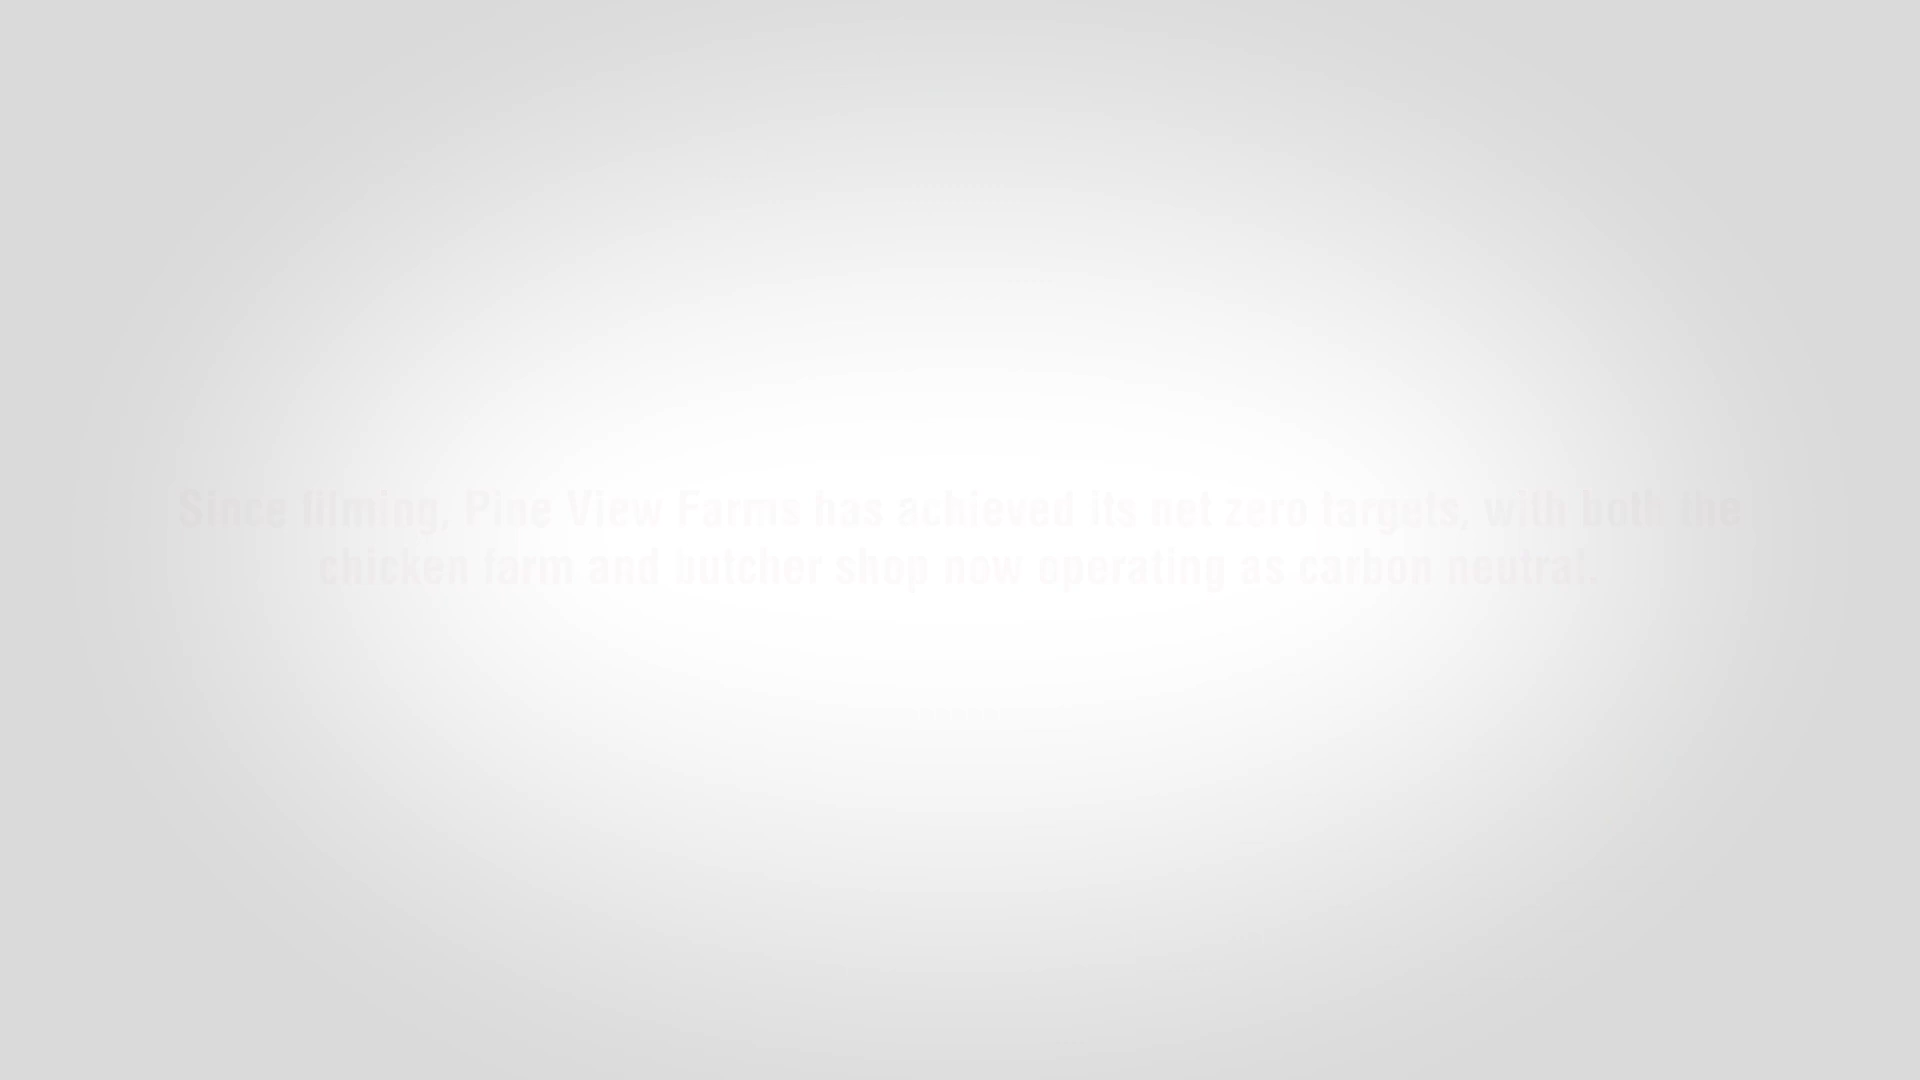 Since filming, Pine View Farms has achieved its net zero targets, with both the
chicken farm and butcher shop now operating as carbon neutral.